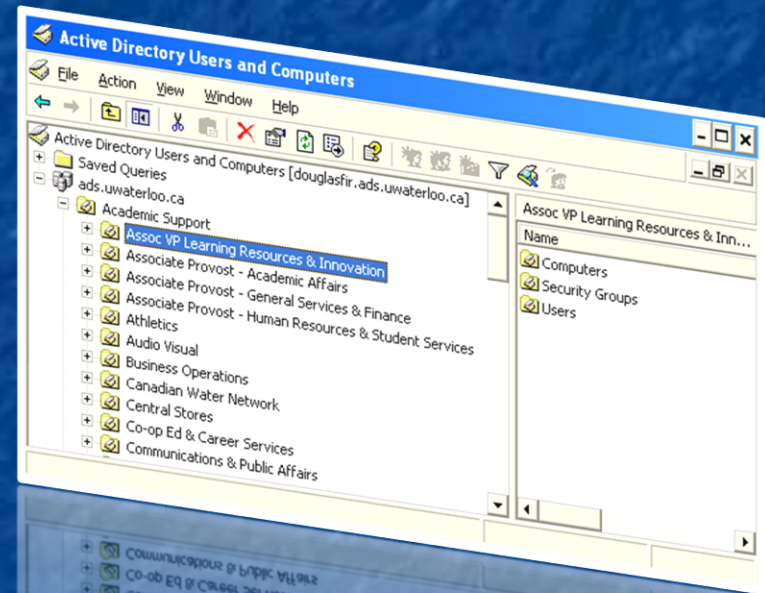 Active Directory Users and Computers
File Action View Window Help
Active Directory Users and Computers [douglasfir.ads.uwaterloo.ca]
Saved Queries
ads.uwaterloo.ca
Academic Support
Assoc VP Learning Resources & Innovation
Associate Provost - Academic Affairs
Associate Provost - General Services & Finance
Associate Provost - Human Resources & Student Services
Athletics
Audio Visual
Business Operations
Canadian Water Network
Central Stores
Co-op Ed & Career Services
Communications & Public Affairs
Assoc VP Learning Resources & Inn...
Name
Computers
Security Groups
Users
Communications & Public Affairs